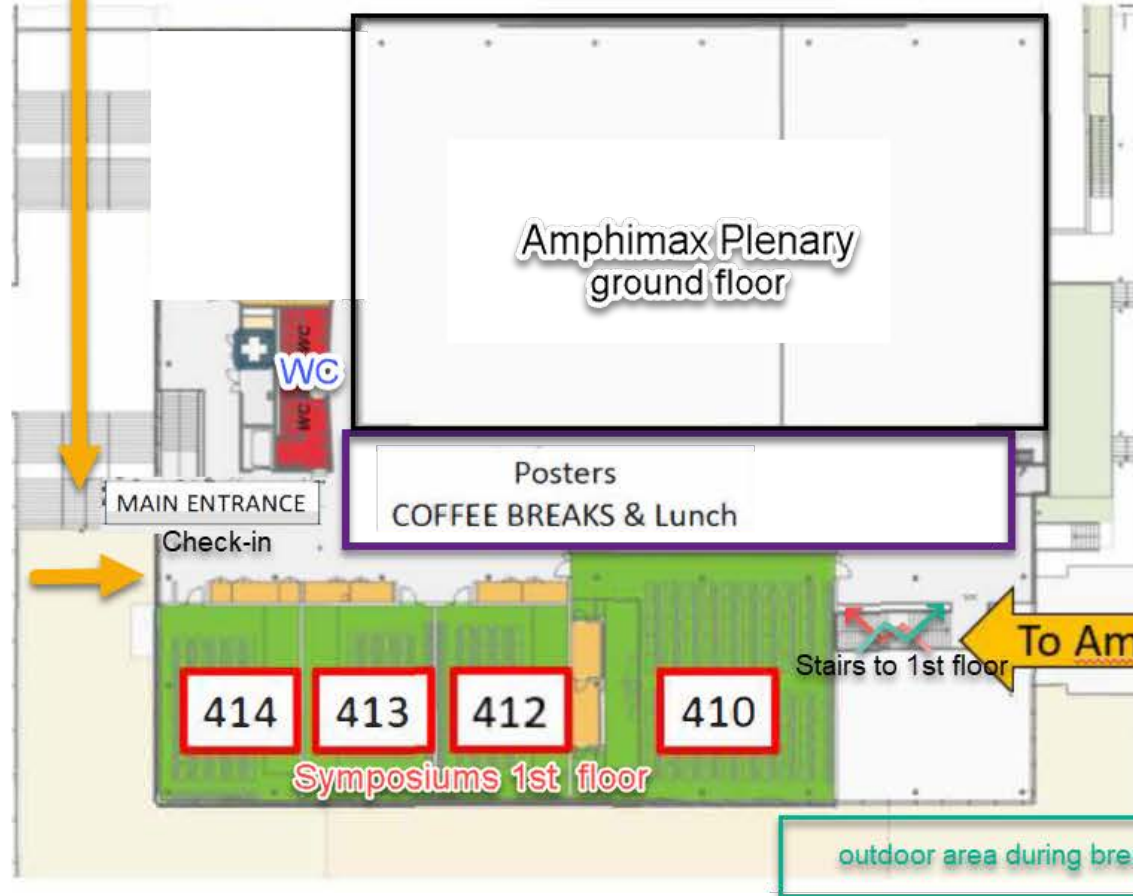 Amphimax Plenary
ground floor
WC
WC
WC
Posters
COFFEE BREAKS & Lunch
MAIN ENTRANCE
Check-in
To Am
Stairs to 1st floor
414
413
412
410
Symposiums 1st floor
outdoor area during brea